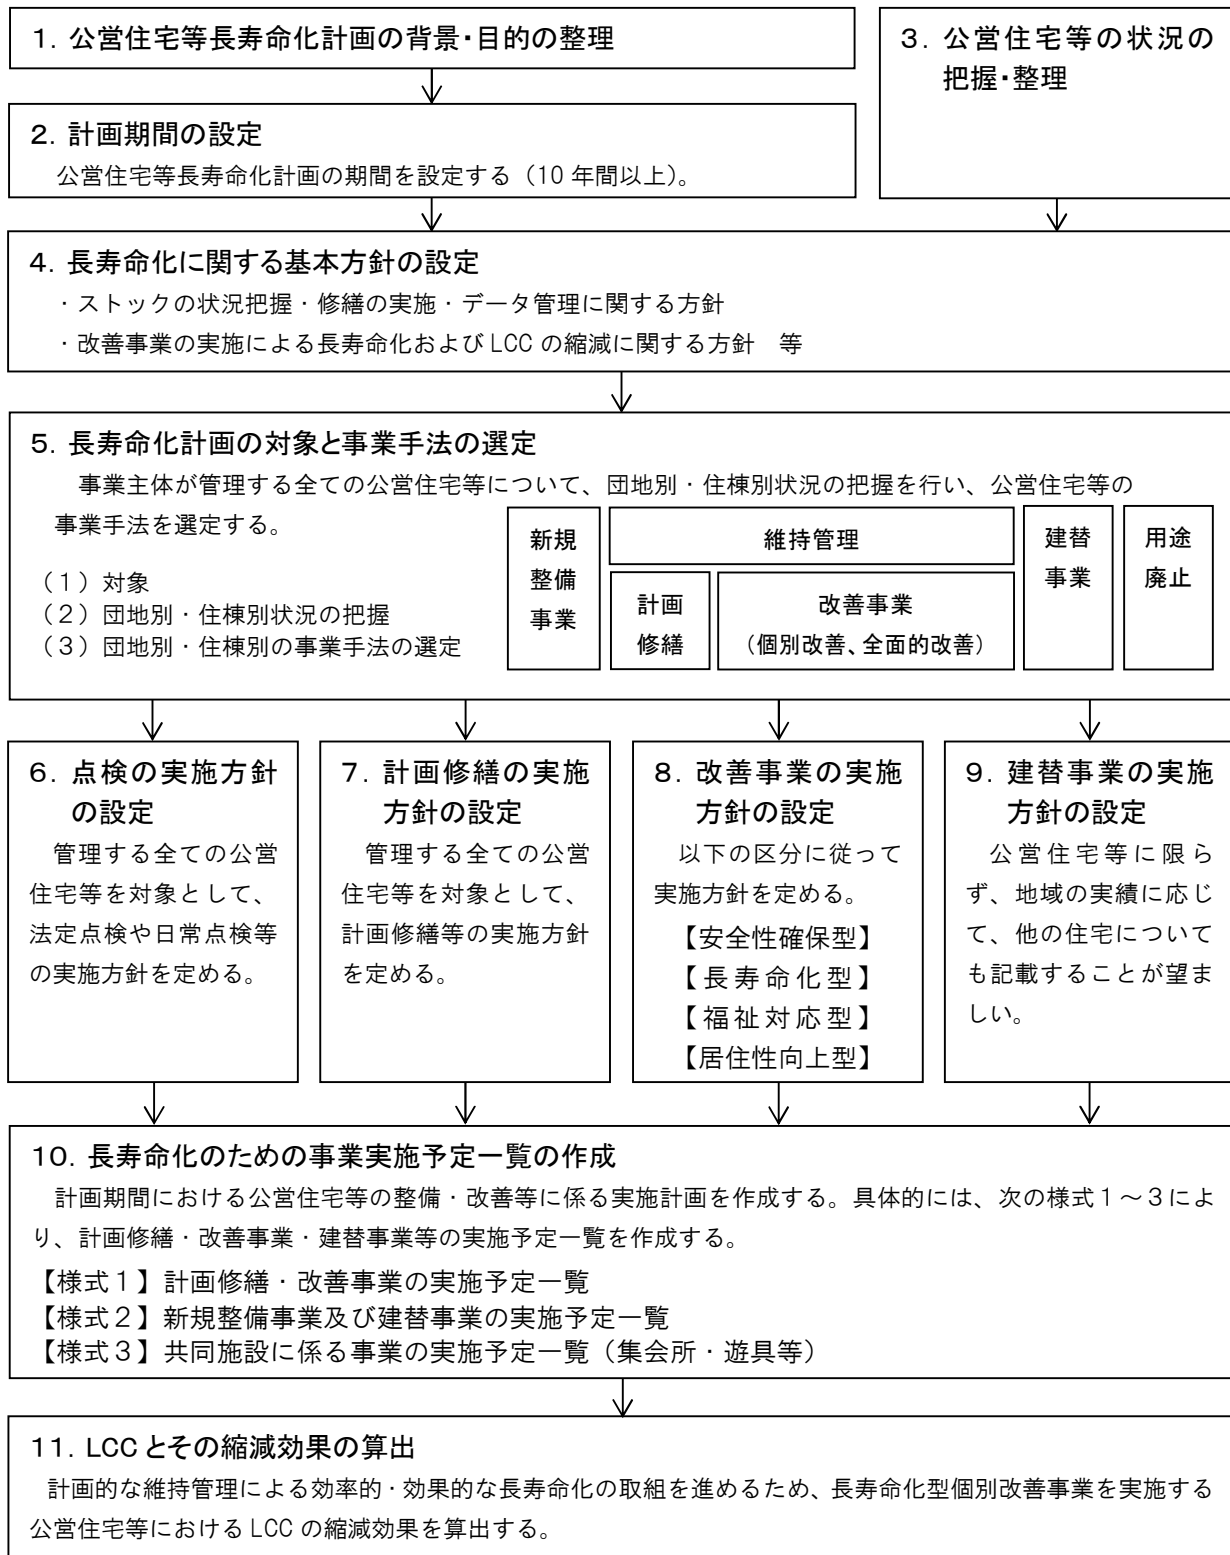 1．公営住宅等長寿命化計画の背景・目的の整理
3．公営住宅等の状況の
把握・整理
2．計画期間の設定
公営住宅等長寿命化計画の期間を設定する（10 年間以上）。
4．長寿命化に関する基本方針の設定
・ストックの状況把握・修繕の実施・データ管理に関する方針
・改善事業の実施による長寿命化および LCC の縮減に関する方針　等
5．長寿命化計画の対象と事業手法の選定
事業主体が管理する全ての公営住宅等について、団地別・住棟別状況の把握を行い、公営住宅等の
事業手法を選定する。
（１）対象
（２）団地別・住棟別状況の把握
（３）団地別・住棟別の事業手法の選定
新規
整備
事業
維持管理
計画
修繕
改善事業
（個別改善、全面的改善）
建替
事業
用途
廃止
6．点検の実施方針
の設定
管理する全ての公営
住宅等を対象として、
法定点検や日常点検等
の実施方針を定める。
7．計画修繕の実施
方針の設定
管理する全ての公営
住宅等を対象として、
計画修繕等の実施方針
を定める。
8．改善事業の実施
方針の設定
以下の区分に従って
実施方針を定める。
【安全性確保型】
【長寿命化型】
【福祉対応型】
【居住性向上型】
9．建替事業の実施
方針の設定
公営住宅等に限ら
ず、地域の実績に応じ
て、他の住宅について
も記載することが望ま
しい。
10．長寿命化のための事業実施予定一覧の作成
計画期間における公営住宅等の整備・改善等に係る実施計画を作成する。具体的には、次の様式１～３によ
り、計画修繕・改善事業・建替事業等の実施予定一覧を作成する。
【様式１】計画修繕・改善事業の実施予定一覧
【様式２】新規整備事業及び建替事業の実施予定一覧
【様式３】共同施設に係る事業の実施予定一覧（集会所・遊具等）
11．LCC とその縮減効果の算出
計画的な維持管理による効率的・効果的な長寿命化の取組を進めるため、長寿命化型個別改善事業を実施する
公営住宅等における LCC の縮減効果を算出する。